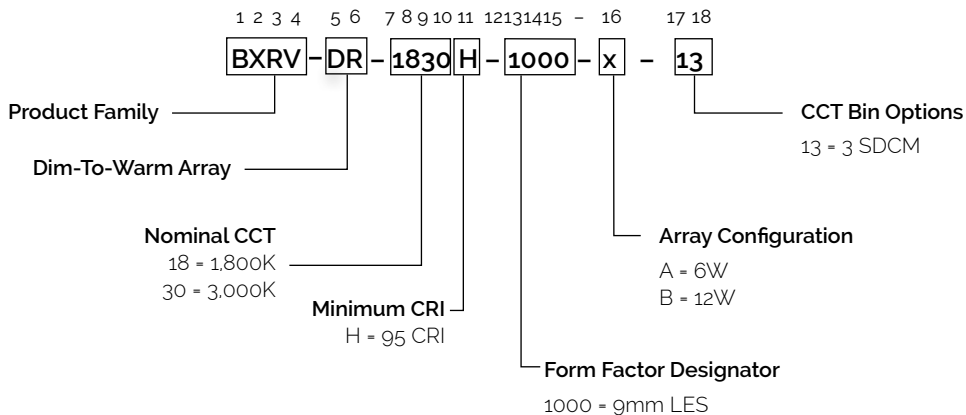 1 2 3 4 5 6 7 8 9 10 11 12131415 – 16 17 18
BXRV – DR – 1830 H – 1000 – x – 13
Product Family
CCT Bin Options
13 = 3 SDCM
Dim-To-Warm Array
Nominal CCT
18 = 1,800K
30 = 3,000K
Array Configuration
A = 6W
B = 12W
Minimum CRI
H = 95 CRI
Form Factor Designator
1000 = 9mm LES